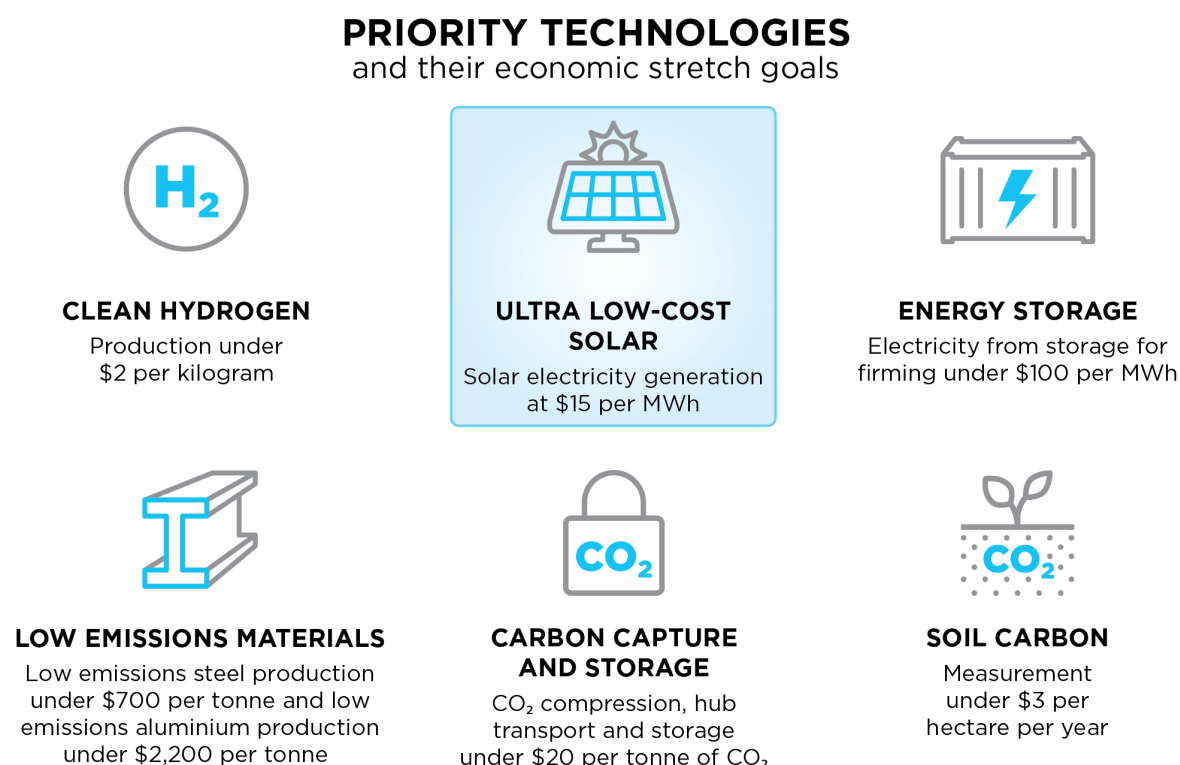 PRIORITY TECHNOLOGIES
and their economic stretch goals
H₂
CLEAN HYDROGEN
Production under
$2 per kilogram
ULTRA LOW-COST
SOLAR
Solar electricity generation
at $15 per MWh
ENERGY STORAGE
Electricity from storage for
firming under $100 per MWh
LOW EMISSIONS MATERIALS
Low emissions steel production
under $700 per tonne and low
emissions aluminium production
under $2,200 per tonne
CO₂
CARBON CAPTURE
AND STORAGE
CO₂ compression, hub
transport and storage
under $20 per tonne of CO₂
CO₂
SOIL CARBON
Measurement
under $3 per
hectare per year